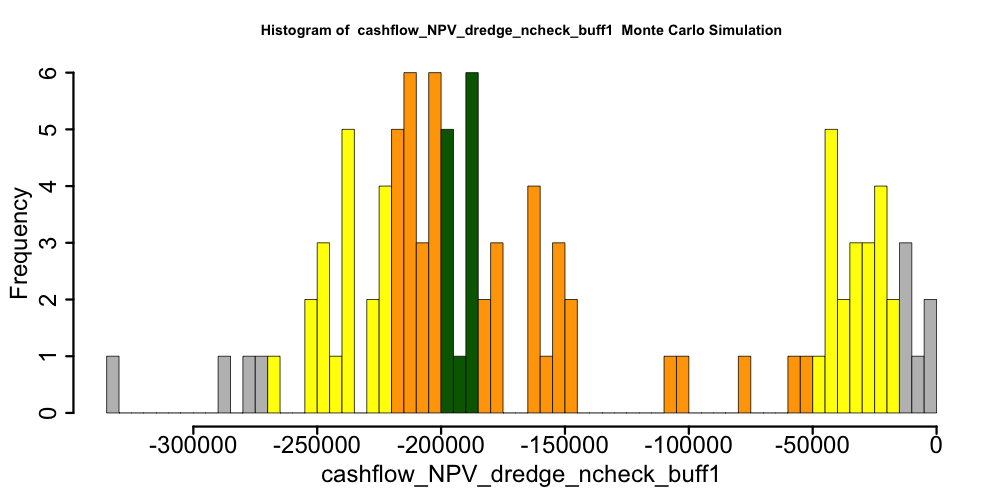 Histogram of  cashflow_NPV_dredge_ncheck_buff1  Monte Carlo Simulation
6
5
4
3
2
1
0
Frequency
-300000 -250000 -200000 -150000 -100000 -50000 0
cashflow_NPV_dredge_ncheck_buff1